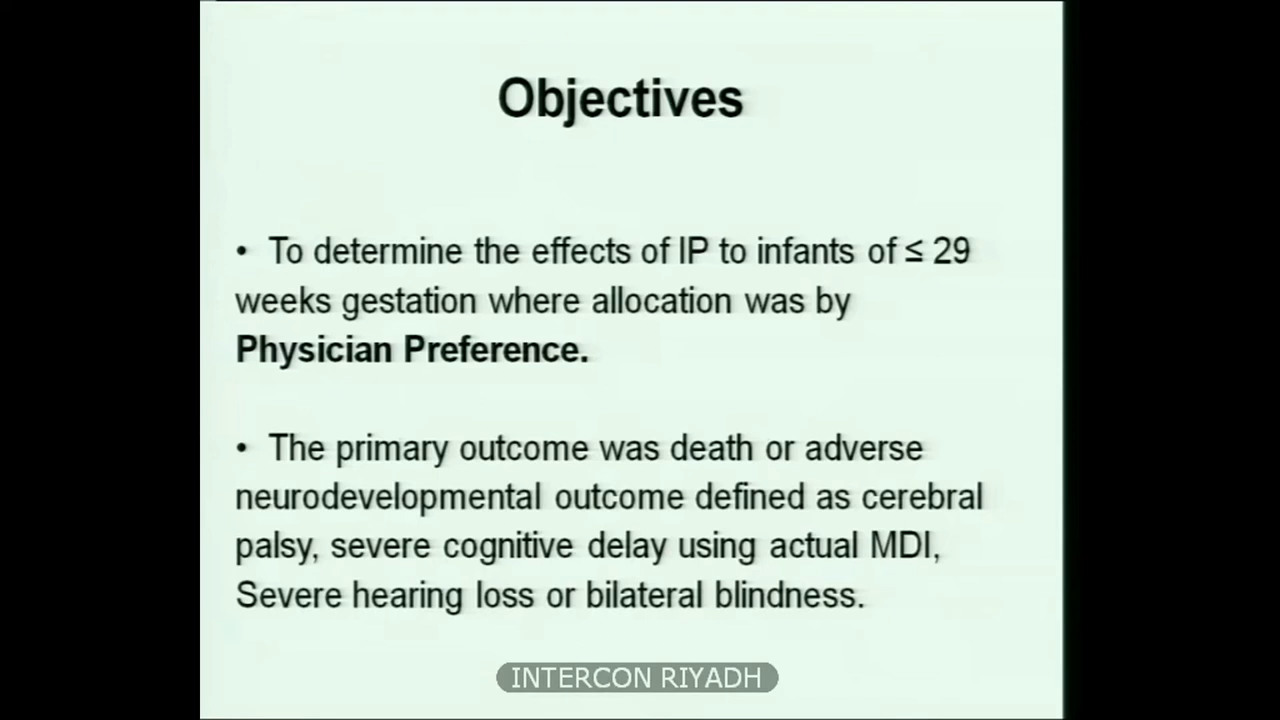 Objectives
• To determine the effects of IP to infants of ≤ 29
weeks gestation where allocation was by
Physician Preference.
• The primary outcome was death or adverse
neurodevelopmental outcome defined as cerebral
palsy, severe cognitive delay using actual MDI,
Severe hearing loss or bilateral blindness.
INTERCON RIYADH